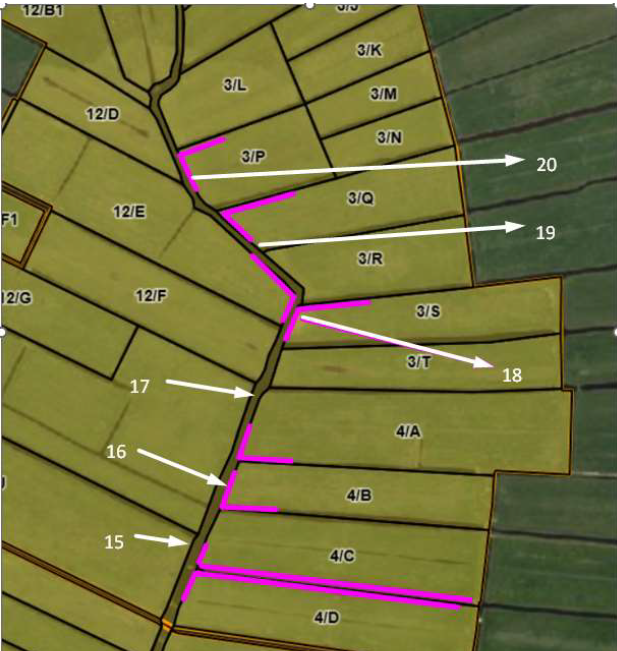 12/B1
3/J
3/K
3/L
3/M
12/D
3/N
3/P
20
3/Q
12/E
F1
19
3/R
12/F
12/G
3/S
3/T
18
17
4/A
16
4/B
15
4/C
4/D